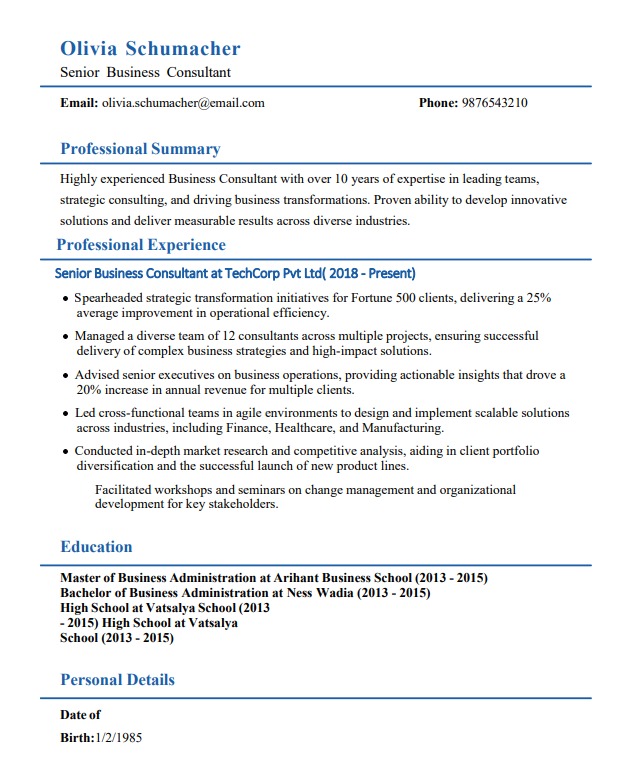 Olivia Schumacher
Senior Business Consultant
Email: olivia.schumacher@email.com Phone: 9876543210
Professional Summary
Highly experienced Business Consultant with over 10 years of expertise in leading teams,
strategic consulting, and driving business transformations. Proven ability to develop innovative
solutions and deliver measurable results across diverse industries.
Professional Experience
Senior Business Consultant at TechCorp Pvt Ltd( 2018 - Present)
• Spearheaded strategic transformation initiatives for Fortune 500 clients, delivering a 25%
average improvement in operational efficiency.
• Managed a diverse team of 12 consultants across multiple projects, ensuring successful
delivery of complex business strategies and high-impact solutions.
• Advised senior executives on business operations, providing actionable insights that drove a
20% increase in annual revenue for multiple clients.
• Led cross-functional teams in agile environments to design and implement scalable solutions
across industries, including Finance, Healthcare, and Manufacturing.
• Conducted in-depth market research and competitive analysis, aiding in client portfolio
diversification and the successful launch of new product lines.
Facilitated workshops and seminars on change management and organizational
development for key stakeholders.
Education
Master of Business Administration at Arihant Business School (2013 - 2015)
Bachelor of Business Administration at Ness Wadia (2013 - 2015)
High School at Vatsalya School (2013
- 2015) High School at Vatsalya
School (2013 - 2015)
Personal Details
Date of
Birth:1/2/1985